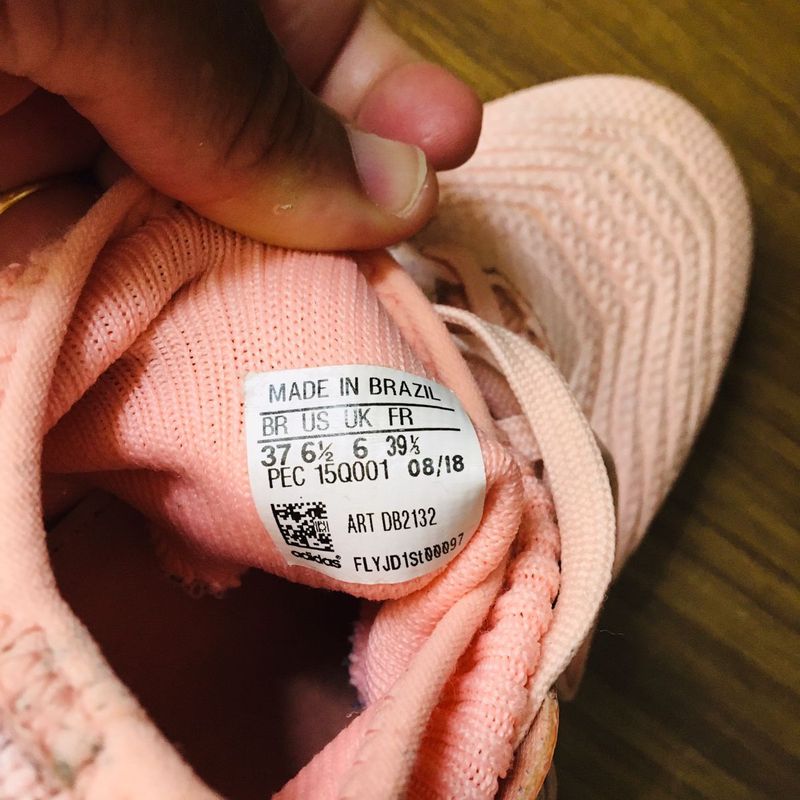 MADE IN BRAZIL
BR US UK FR
37 6½ 6 39⅓
PEC 15Q001 08/18
ART DB2132
adidas®
FLYJD1St00097